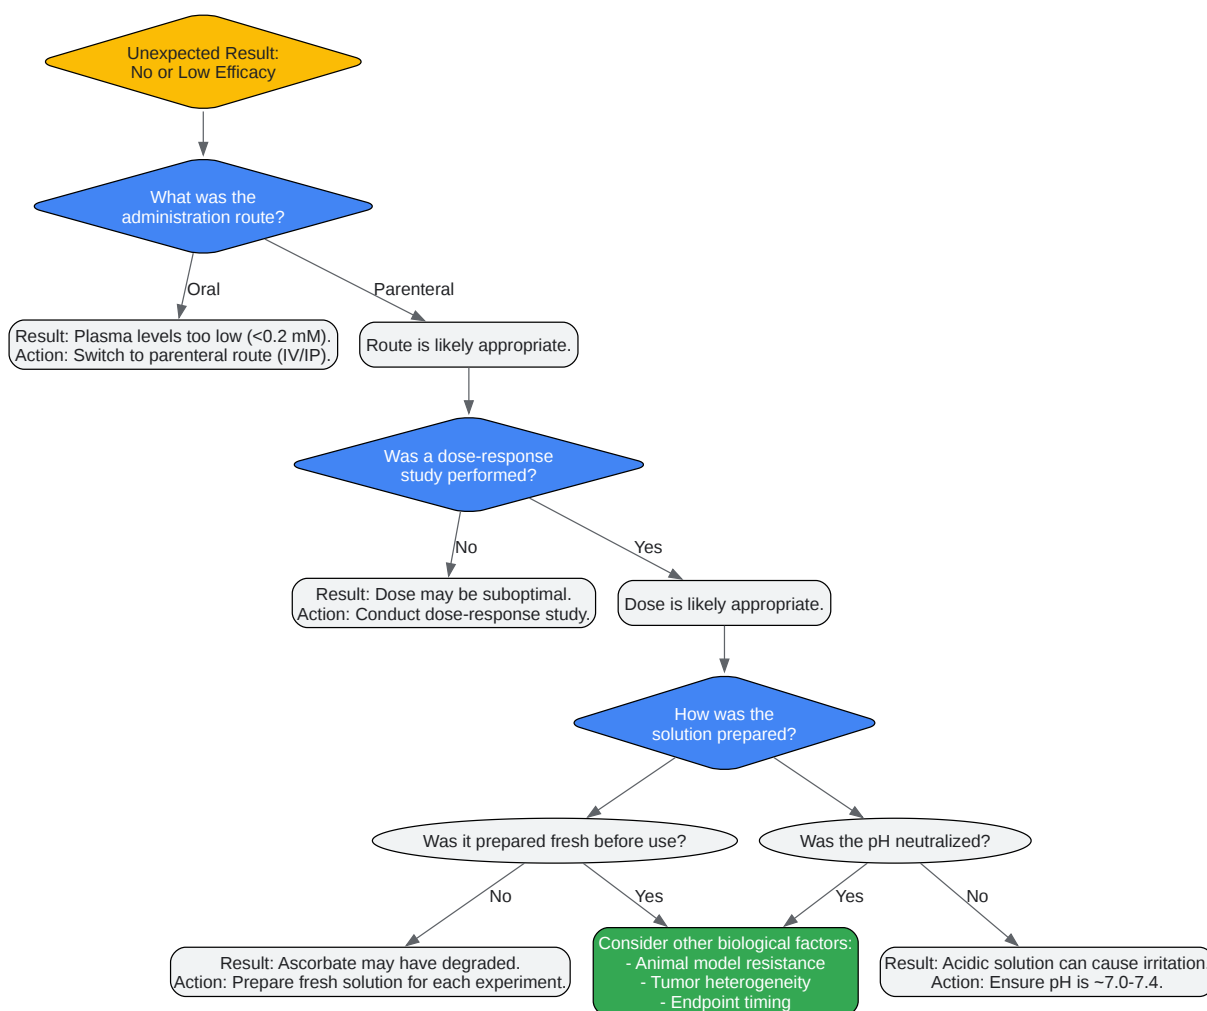 Unexpected Result:
No or Low Efficacy
What was the
administration route?
Oral
Parenteral
Result: Plasma levels too low (<0.2 mM).
Action: Switch to parenteral route (IV/IP).
Route is likely appropriate.
Was a dose-response
study performed?
No
Yes
Result: Dose may be suboptimal.
Action: Conduct dose-response study.
Dose is likely appropriate.
How was the
solution prepared?
Was it prepared fresh before use?
Was the pH neutralized?
No
Yes
Yes
No
Result: Ascorbate may have degraded.
Action: Prepare fresh solution for each experiment.
Consider other biological factors:
- Animal model resistance
- Tumor heterogeneity
- Endpoint timing
Result: Acidic solution can cause irritation.
Action: Ensure pH is ~7.0-7.4.